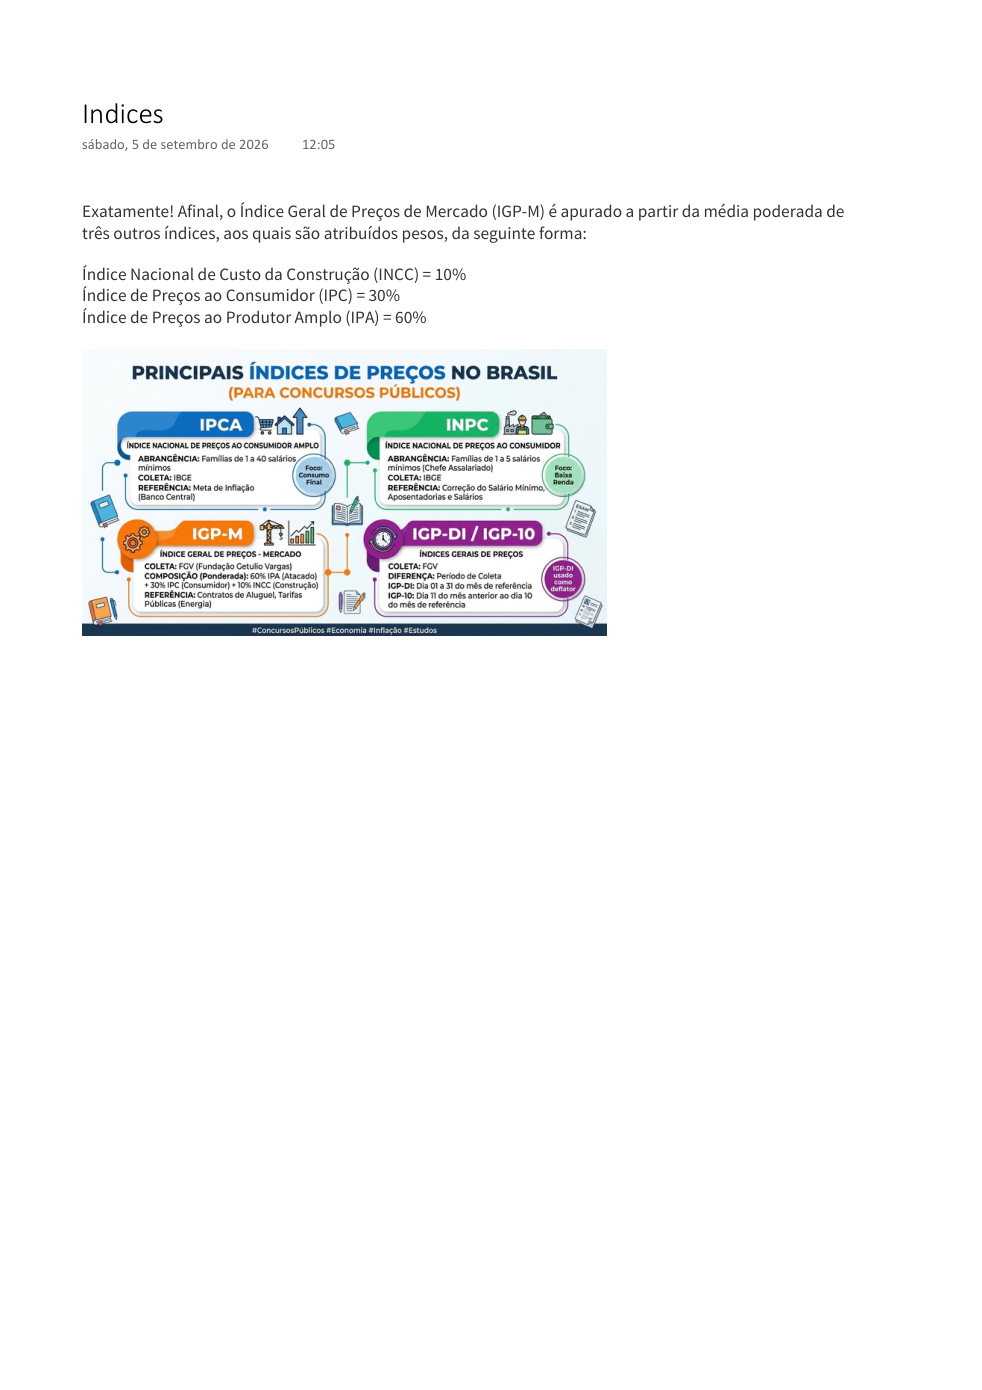 Indices
sábado, 5 de setembro de 2026 12:05
Exatamente! Afinal, o Índice Geral de Preços de Mercado (IGP-M) é apurado a partir da média poderada de
três outros índices, aos quais são atribuídos pesos, da seguinte forma:
Índice Nacional de Custo da Construção (INCC) = 10%
Índice de Preços ao Consumidor (IPC) = 30%
Índice de Preços ao Produtor Amplo (IPA) = 60%
PRINCIPAIS ÍNDICES DE PREÇOS NO BRASIL
(PARA CONCURSOS PÚBLICOS)
IPCA
ÍNDICE NACIONAL DE PREÇOS AO CONSUMIDOR AMPLO
ABRANGÊNCIA: Famílias de 1 a 40 salários
mínimos
COLETA: IBGE
REFERÊNCIA: Meta de Inflação
(Banco Central)
Foco:
Consumo
Final
INPC
ÍNDICE NACIONAL DE PREÇOS AO CONSUMIDOR
ABRANGÊNCIA: Famílias de 1 a 5 salários
mínimos (Chefe Assalariado)
COLETA: IBGE
REFERÊNCIA: Correção do Salário Mínimo,
Aposentadorias e Salários
Foco:
Baixa
Renda
IGP-M
ÍNDICE GERAL DE PREÇOS - MERCADO
COLETA: FGV (Fundação Getulio Vargas)
COMPOSIÇÃO (Ponderada): 60% IPA (Atacado)
+ 30% IPC (Consumidor) + 10% INCC (Construção)
REFERÊNCIA: Contratos de Aluguel, Tarifas
Públicas (Energia)
IGP-DI / IGP-10
ÍNDICES GERAIS DE PREÇOS
COLETA: FGV
DIFERENÇA: Período de Coleta
IGP-DI: Dia 01 a 31 do mês de referência
IGP-10: Dia 11 do mês anterior ao dia 10
do mês de referência
IGP-DI
usado
como
deflator
EXAM
#ConcursosPúblicos #Economia #Inflação #Estudos